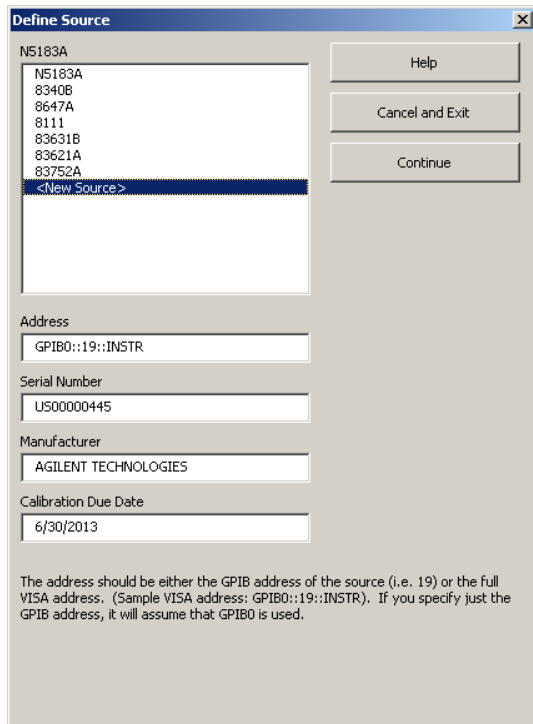 Define Source
N5183A
N5183A
8340B
8647A
8111
83631B
83621A
83752A
<New Source>
Help
Cancel and Exit
Continue
Address
GPIB0::19::INSTR
Serial Number
US00000445
Manufacturer
AGILENT TECHNOLOGIES
Calibration Due Date
6/30/2013
The address should be either the GPIB address of the source (i.e. 19) or the full
VISA address.  (Sample VISA address: GPIB0::19::INSTR).  If you specify just the
GPIB address, it will assume that GPIB0 is used.